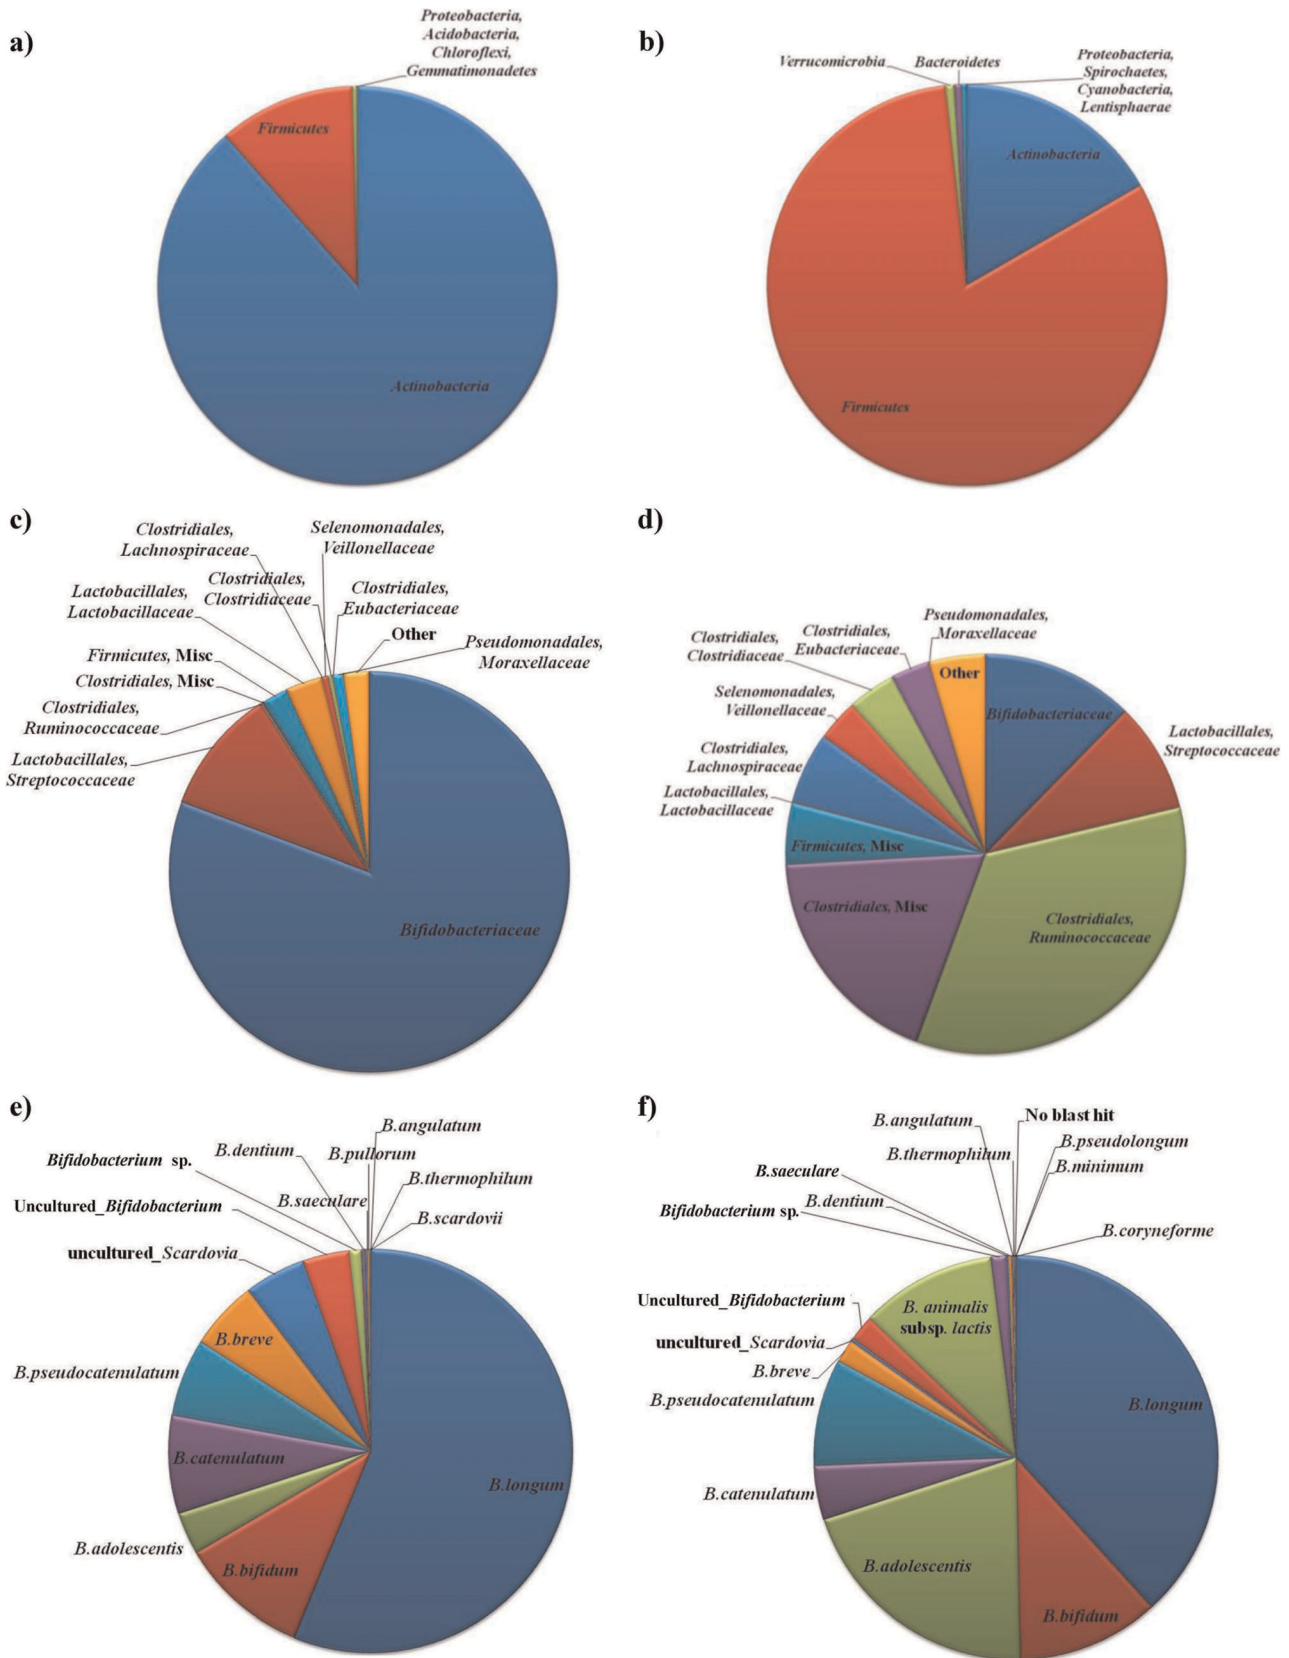 a)
Proteobacteria,
Acidobacteria,
Chloroflexi,
Gemmatimonadetes
Firmicutes
Actinobacteria
b)
Verrucomicrobia
Bacteroidetes
Proteobacteria,
Spirochaetes,
Cyanobacteria,
Lentisphaerae
Actinobacteria
Firmicutes
c)
Clostridiales,
Lachnospiraceae
Selenomonadales,
Veillonellaceae
Lactobacillales,
Lactobacillaceae
Clostridiales,
Clostridiaceae
Clostridiales,
Eubacteriaceae
Other
Pseudomonadales,
Moraxellaceae
Firmicutes, Misc
Clostridiales, Misc
Clostridiales,
Ruminococcaceae
Lactobacillales,
Streptococcaceae
Bifidobacteriaceae
d)
Clostridiales,
Clostridiaceae
Clostridiales,
Eubacteriaceae
Pseudomonadales,
Moraxellaceae
Other
Selenomonadales,
Veillonellaceae
Bifidobacteriaceae
Lactobacillales,
Streptococcaceae
Clostridiales,
Lachnospiraceae
Lactobacillales,
Lactobacillaceae
Firmicutes, Misc
Clostridiales, Misc
Clostridiales,
Ruminococcaceae
e)
B.angulatum
B.dentium
B.pullorum
Bifidobacterium sp.
B.thermophilum
B.saeculare
Uncultured_Bifidobacterium
B.scardovii
uncultured_Scardovia
B.breve
B.pseudocatenulatum
B.catenulatum
B.longum
B.adolescentis
B.bifidum
f)
No blast hit
B.angulatum
B.pseudolongum
B.thermophilum
B.minimum
B.saeculare
B.dentium
Bifidobacterium sp.
B.coryneforme
Uncultured_Bifidobacterium
B. animalis
subsp. lactis
uncultured_Scardovia
B.breve
B.pseudocatenulatum
B.longum
B.catenulatum
B.adolescentis
B.bifidum